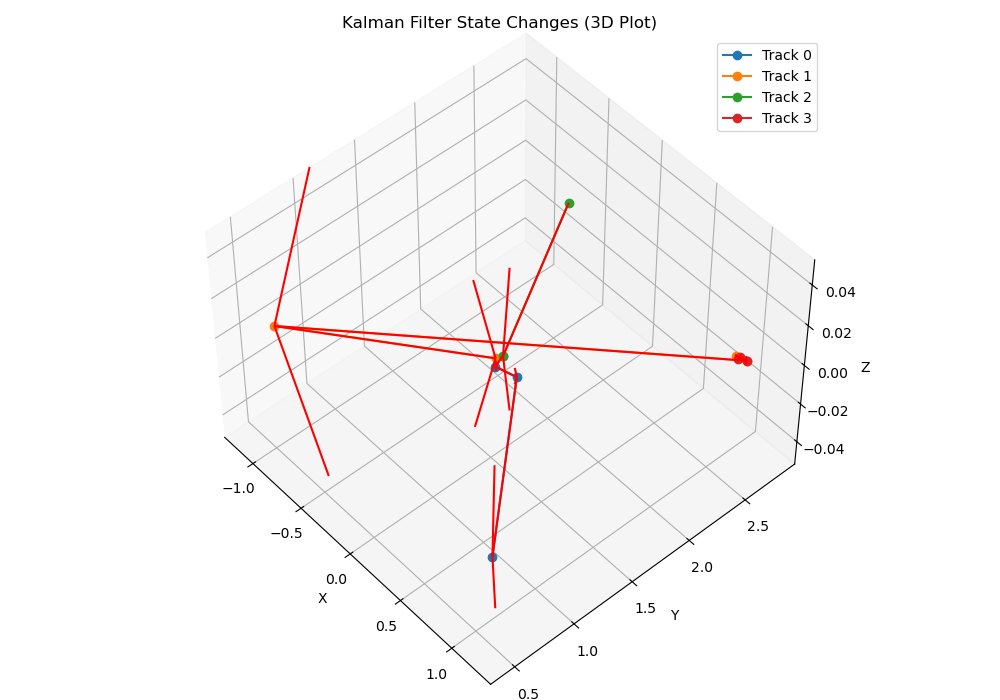 Kalman Filter State Changes (3D Plot)
Track 0
Track 1
Track 2
Track 3
0.04
0.02
0.00
Z
−0.02
−0.04
−1.0
−0.5
0.0
X
0.5
1.0
2.5
2.0
1.5
Y
1.0
0.5